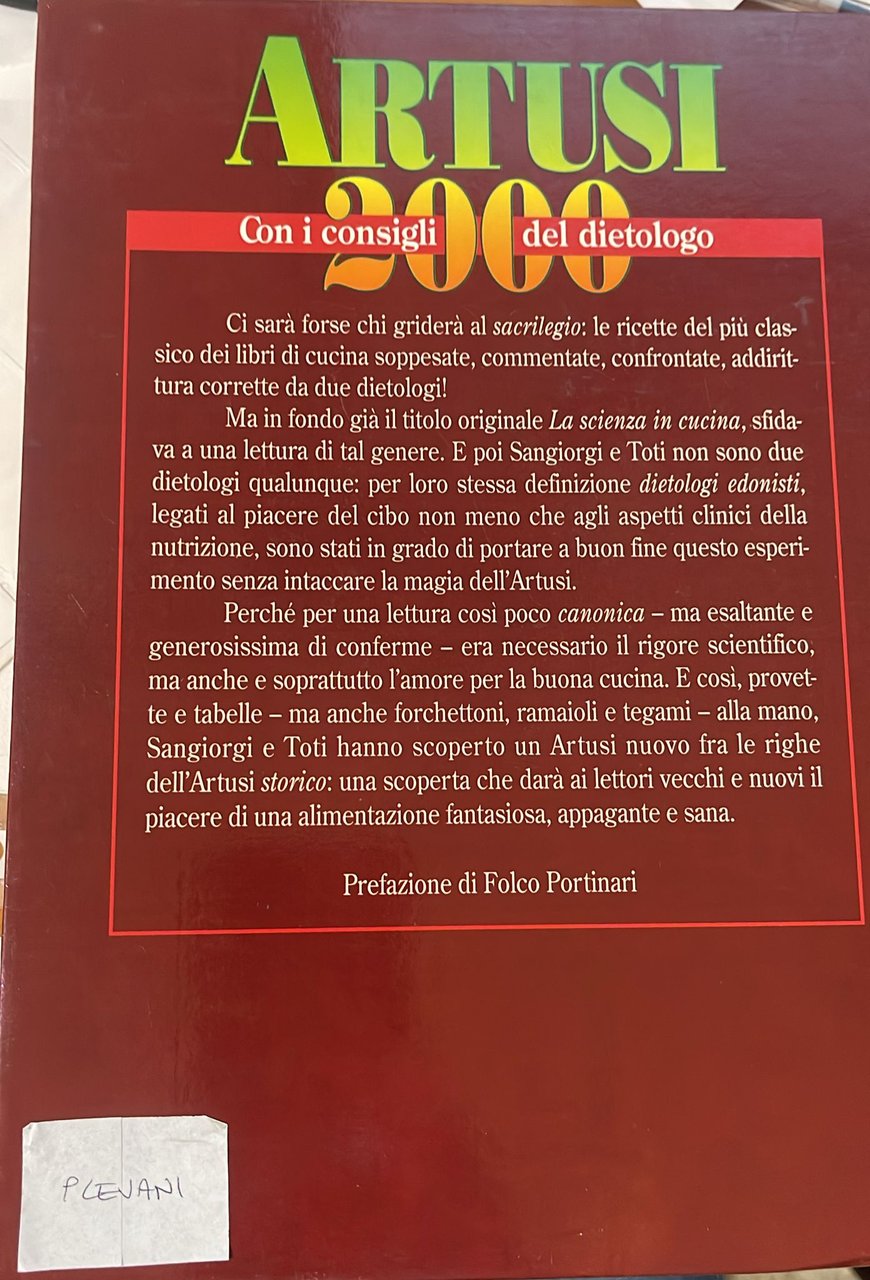 ARTUSI
2000
Con i consigli del dietologo
Ci sarà forse chi griderà al sacrilegio: le ricette del più clas-
sico dei libri di cucina soppesate, commentate, confrontate, addirit-
tura corrette da due dietologi!
Ma in fondo già il titolo originale La scienza in cucina, sfida-
va a una lettura di tal genere. E poi Sangiorgi e Toti non sono due
dietologi qualunque: per loro stessa definizione dietologi edonisti,
legati al piacere del cibo non meno che agli aspetti clinici della
nutrizione, sono stati in grado di portare a buon fine questo esperi-
mento senza intaccare la magia dell'Artusi.
Perché per una lettura così poco canonica – ma esaltante e
generosissima di conferme – era necessario il rigore scientifico,
ma anche e soprattutto l'amore per la buona cucina. E così, provet-
te e tabelle – ma anche forchettoni, ramaioli e tegami – alla mano,
Sangiorgi e Toti hanno scoperto un Artusi nuovo fra le righe
dell'Artusi storico: una scoperta che darà ai lettori vecchi e nuovi il
piacere di una alimentazione fantasiosa, appagante e sana.
Prefazione di Folco Portinari
PLEVANI